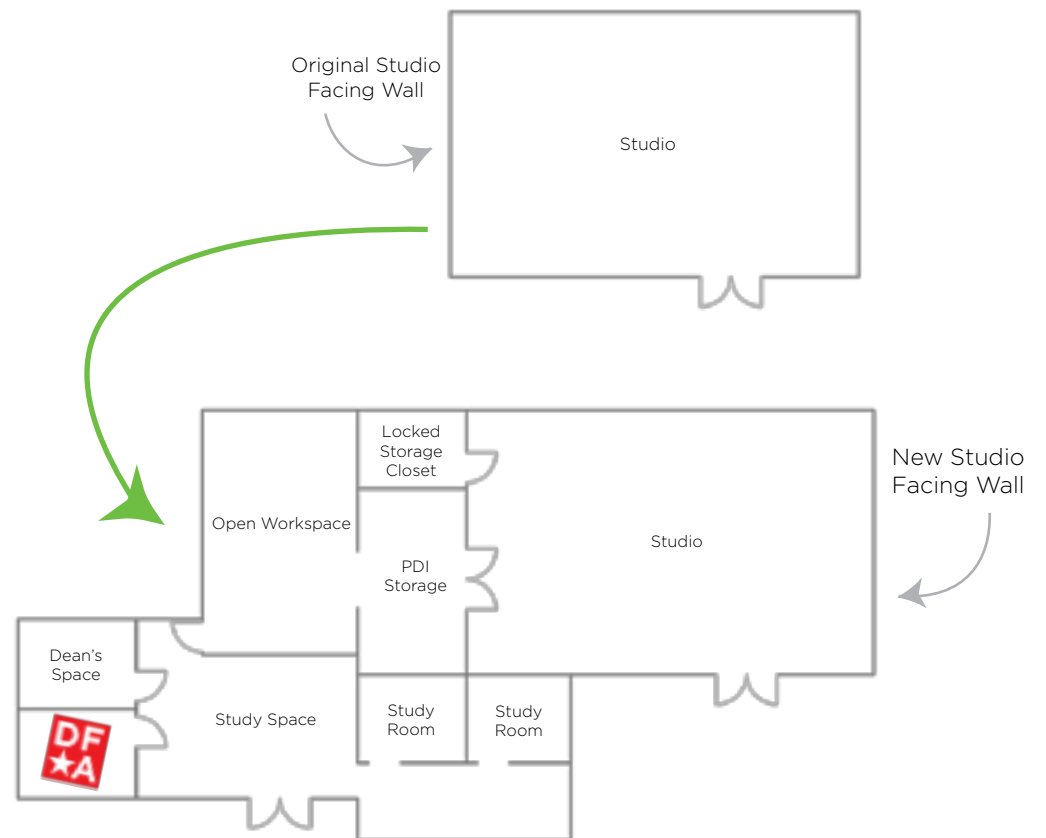 Original Studio
Facing Wall
Studio
Locked
Storage
Closet
New Studio
Facing Wall
Open Workspace
Studio
PDI
Storage
Dean's
Space
Study Space
Study
Room
Study
Room
DF
★A